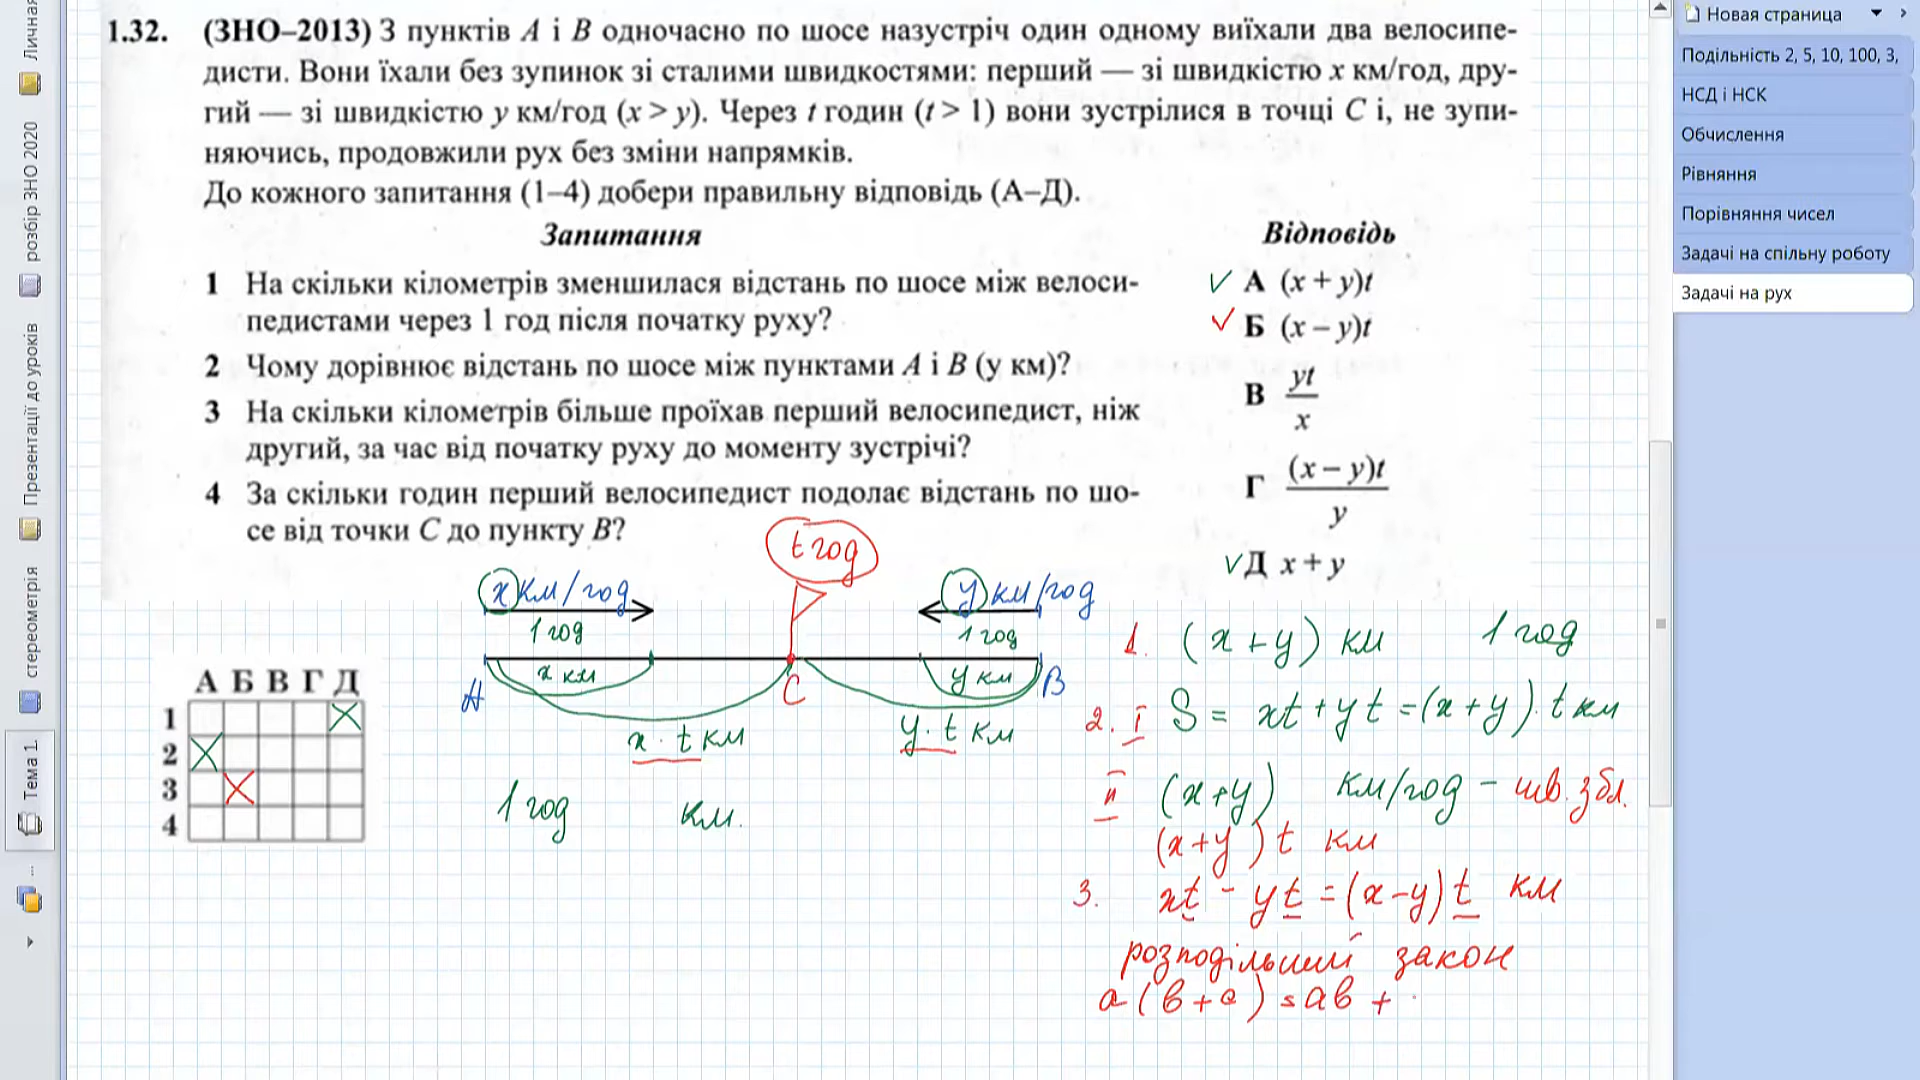 1.32. (ЗНО–2013) З пунктів A і B одночасно по шосе назустріч один одному виїхали два велосипе-
дисти. Вони їхали без зупинок зі сталими швидкостями: перший — зі швидкістю x км/год, дру-
гий — зі швидкістю y км/год (x > y). Через t годин (t > 1) вони зустрілися в точці C і, не зупи-
няючись, продовжили рух без зміни напрямків.
До кожного запитання (1–4) добери правильну відповідь (А–Д).
Запитання
1 На скільки кілометрів зменшилася відстань по шосе між велоси-
педистами через 1 год після початку руху?
2 Чому дорівнює відстань по шосе між пунктами A і B (у км)?
3 На скільки кілометрів більше проїхав перший велосипедист, ніж
другий, за час від початку руху до моменту зустрічі?
4 За скільки годин перший велосипедист подолає відстань по шо-
се від точки C до пункту B?
Відповідь
✓ А (x + y)t
✓ Б (x – y)t
В yt/x
Г (x – y)t/y
✓ Д x + y
t год
x км/год
y км/год
1 год
1 год
x км
y км
A
C
B
x · t км
y · t км
1 год км.
А Б В Г Д
1
2
3
4
1. (x + y) км 1 год
2. I S = xt + yt = (x + y) · t км
II (x+y) км/год – шв. збл.
(x+y) t км
3. xt – yt = (x – y) t км
розподільний закон
a (b + c) = ab +
Новая страница
Подільність 2, 5, 10, 100, 3,
НСД і НСК
Обчислення
Рівняння
Порівняння чисел
Задачі на спільну роботу
Задачі на рух
Личная
розбір ЗНО 2020
Презентації до уроків
стереометрія
Тема 1.
...